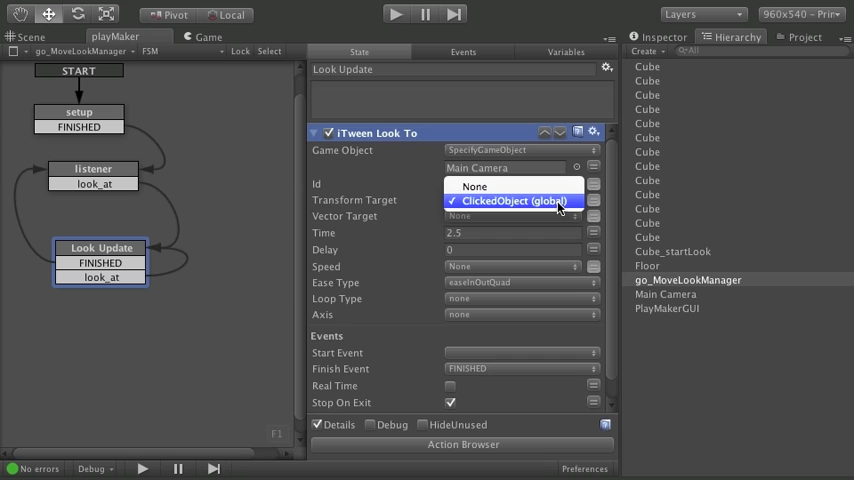 Pivot Local Layers 960x540 - Prim
Scene playMaker Game Inspector Hierarchy Project
go_MoveLookManager FSM Lock Select State Events Variables Create All
START
setup
FINISHED
listener
look_at
Look Update
FINISHED
look_at
F1
Look Update
iTween Look To
Game Object SpecifyGameObject
Main Camera
Id None
Transform Target ClickedObject (global)
Vector Target None
Time 2.5
Delay 0
Speed None
Ease Type easeInOutQuad
Loop Type none
Axis none
Events
Start Event
Finish Event FINISHED
Real Time
Stop On Exit
Details Debug HideUnused
Action Browser
Cube
Cube
Cube
Cube
Cube
Cube
Cube
Cube
Cube
Cube
Cube
Cube
Cube
Cube_startLook
Floor
go_MoveLookManager
Main Camera
PlayMakerGUI
No errors Debug Preferences